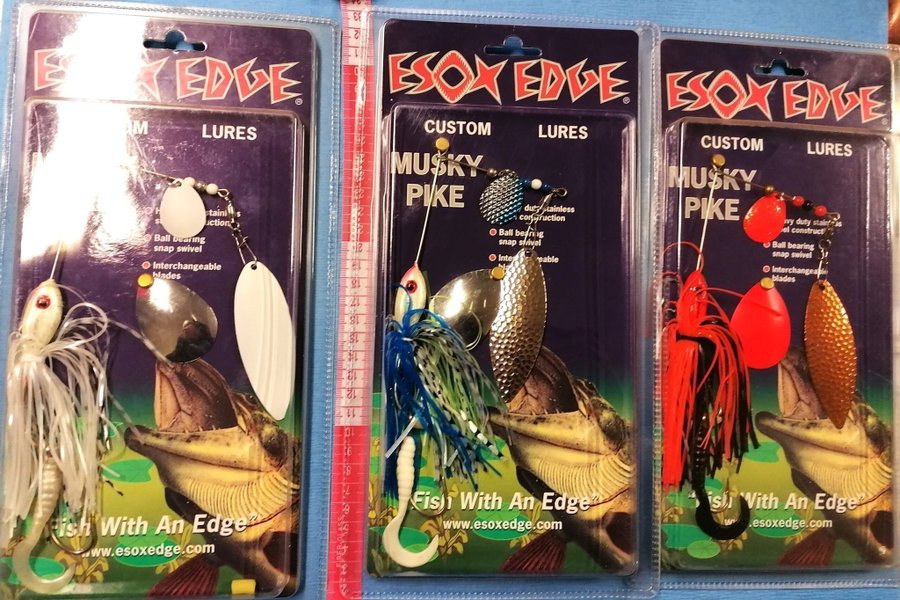 ESOX EDGE®
LURES
Ball bearing
snap swivel
Interchangeable
blades
Fish With An Edge"
www.esoxedge.com
ESOX EDGE®
CUSTOM LURES
MUSKY
PIKE
duty stainless
construction
Ball bearing
snap swivel
"Fish With An Edge"
www.esoxedge.com
ESOX EDGE®
CUSTOM LURES
MUSKY
PIKE
stainless
Ball bearing
snap swivel
Interchangeable
blades
"Fish With An Edge"
www.esoxedge.com